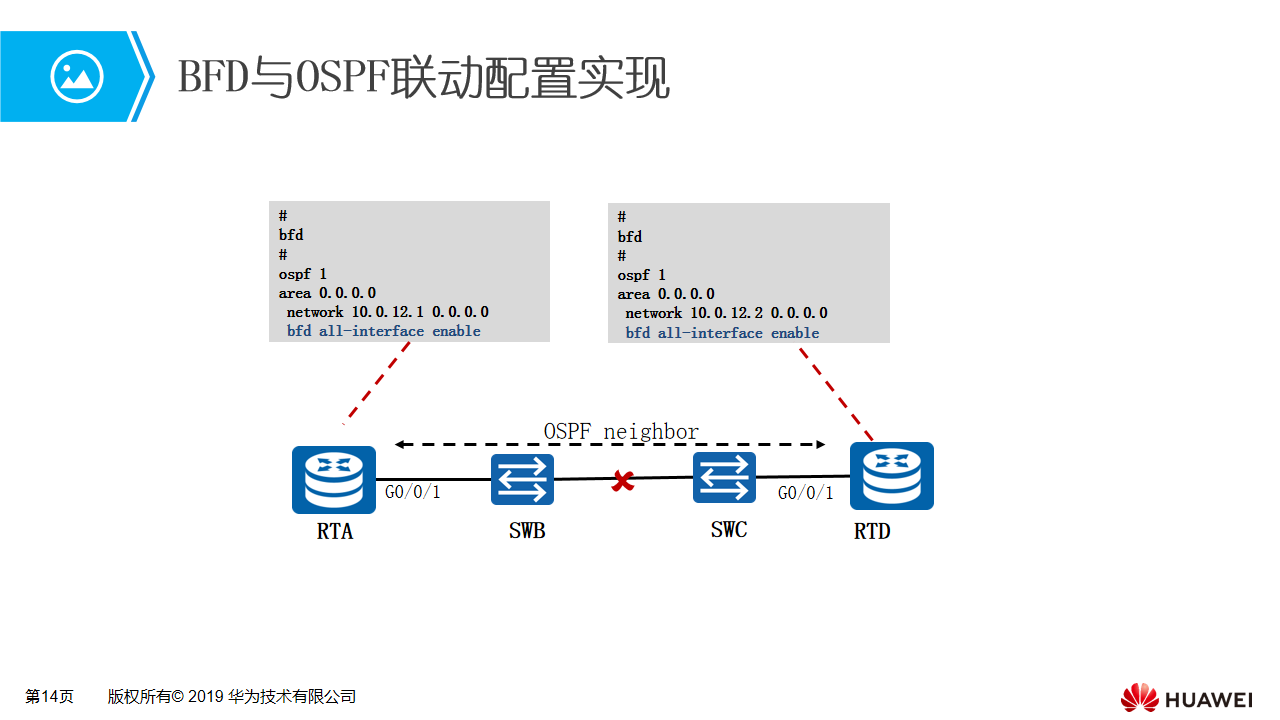 BFD与OSPF联动配置实现
#
bfd
#
ospf 1
area 0.0.0.0
network 10.0.12.1 0.0.0.0
bfd all-interface enable
#
bfd
#
ospf 1
area 0.0.0.0
network 10.0.12.2 0.0.0.0
bfd all-interface enable
OSPF neighbor
G0/0/1
G0/0/1
RTA
SWB
SWC
RTD
第14页
版权所有© 2019 华为技术有限公司
HUAWEI